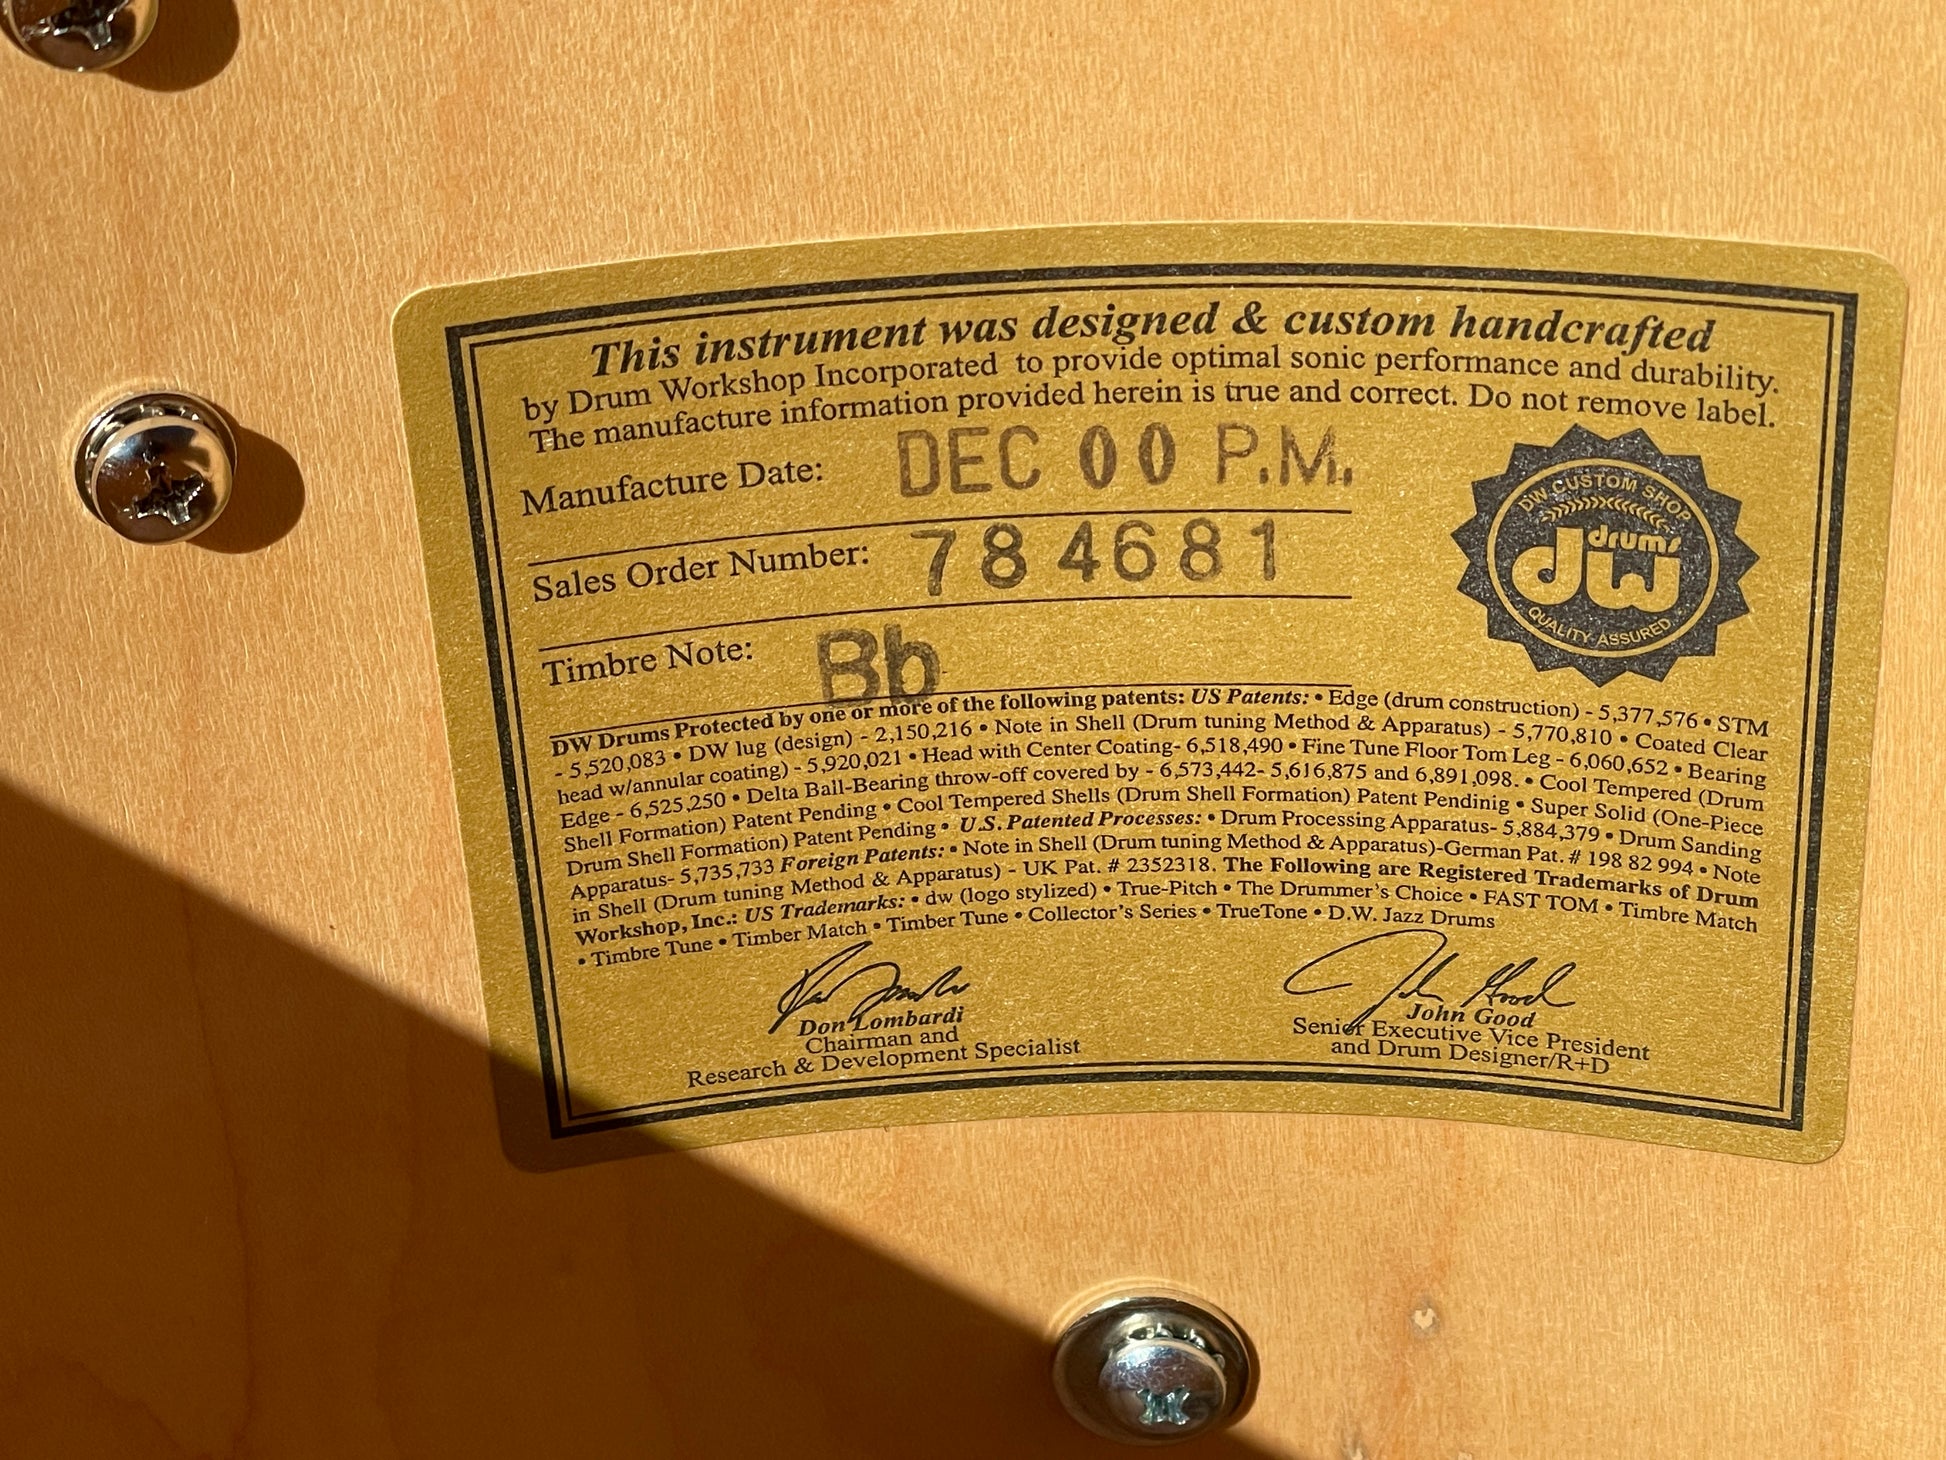 This instrument was designed & custom handcrafted
by Drum Workshop Incorporated to provide optimal sonic performance and durability.
The manufacture information provided herein is true and correct. Do not remove label.
Manufacture Date: DEC 00 P.M.
Sales Order Number: 784681
Timbre Note: Bb
DW CUSTOM SHOP
drums
dw
QUALITY ASSURED
DW Drums Protected by one or more of the following patents: US Patents: • Edge (drum construction) - 5,377,576 • STM
- 5,520,083 • DW lug (design) - 2,150,216 • Note in Shell (Drum tuning Method & Apparatus) - 5,770,810 • Coated Clear
head w/annular coating) - 5,920,021 • Head with Center Coating- 6,518,490 • Fine Tune Floor Tom Leg - 6,060,652 • Bearing
Edge - 6,525,250 • Delta Ball-Bearing throw-off covered by - 6,573,442- 5,616,875 and 6,891,098. • Cool Tempered (Drum
Shell Formation) Patent Pending • Cool Tempered Shells (Drum Shell Formation) Patent Pendinig • Super Solid (One-Piece
Drum Shell Formation) Patent Pending • U.S. Patented Processes: • Drum Processing Apparatus- 5,884,379 • Drum Sanding
Apparatus- 5,735,733 Foreign Patents: • Note in Shell (Drum tuning Method & Apparatus)-German Pat. # 198 82 994 • Note
in Shell (Drum tuning Method & Apparatus) - UK Pat. # 2352318. The Following are Registered Trademarks of Drum
Workshop, Inc.: US Trademarks: • dw (logo stylized) • True-Pitch • The Drummer's Choice • FAST TOM • Timbre Match
• Timbre Tune • Timber Match • Timber Tune • Collector's Series • TrueTone • D.W. Jazz Drums
Don Lombardi
Chairman and
Research & Development Specialist
John Good
John Good
Senior Executive Vice President
and Drum Designer/R+D